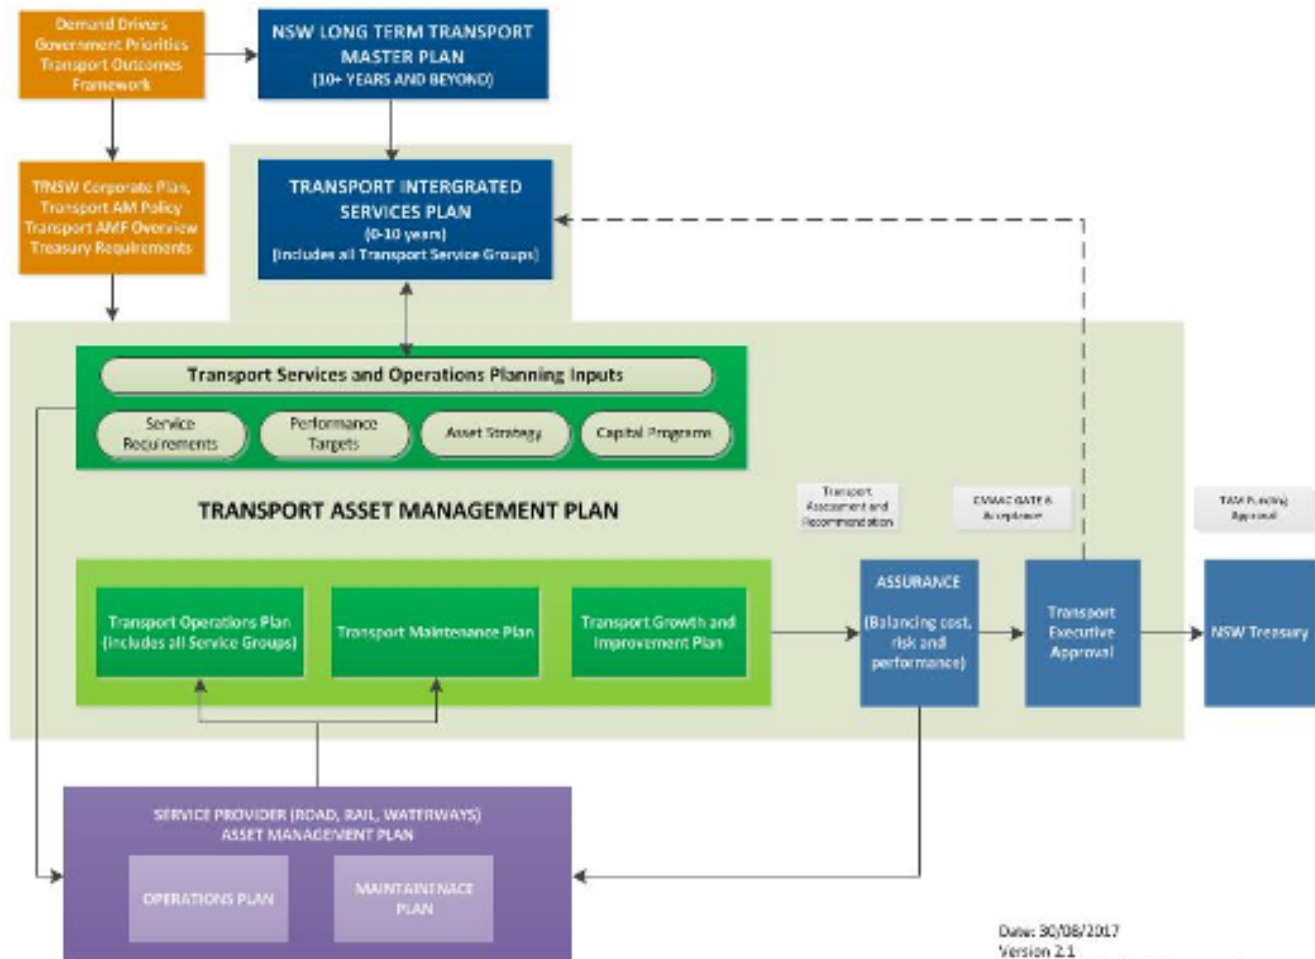 Demand Drivers
Government Priorities
Transport Outcomes
Framework
NSW LONG TERM TRANSPORT
MASTER PLAN
(10+ YEARS AND BEYOND)
TfNSW Corporate Plan,
Transport AM Policy
Transport AMF Overview
Treasury Requirements
TRANSPORT INTERGRATED
SERVICES PLAN
(0-10 years)
(includes all Transport Service Groups)
Transport Services and Operations Planning Inputs
Service
Requirements
Performance
Targets
Asset Strategy
Capital Programs
TRANSPORT ASSET MANAGEMENT PLAN
Transport
Assessment and
Recommendation
GATE
Acceptance
TAM Funding
Approval
Transport Operations Plan
(includes all Service Groups)
Transport Maintenance Plan
Transport Growth and
Improvement Plan
ASSURANCE
(Balancing cost,
risk and
performance)
Transport
Executive
Approval
NSW Treasury
SERVICE PROVIDER (ROAD, RAIL, WATERWAYS)
ASSET MANAGEMENT PLAN
OPERATIONS PLAN
MAINTAINENACE
PLAN
Date: 30/08/2017
Version 2.1